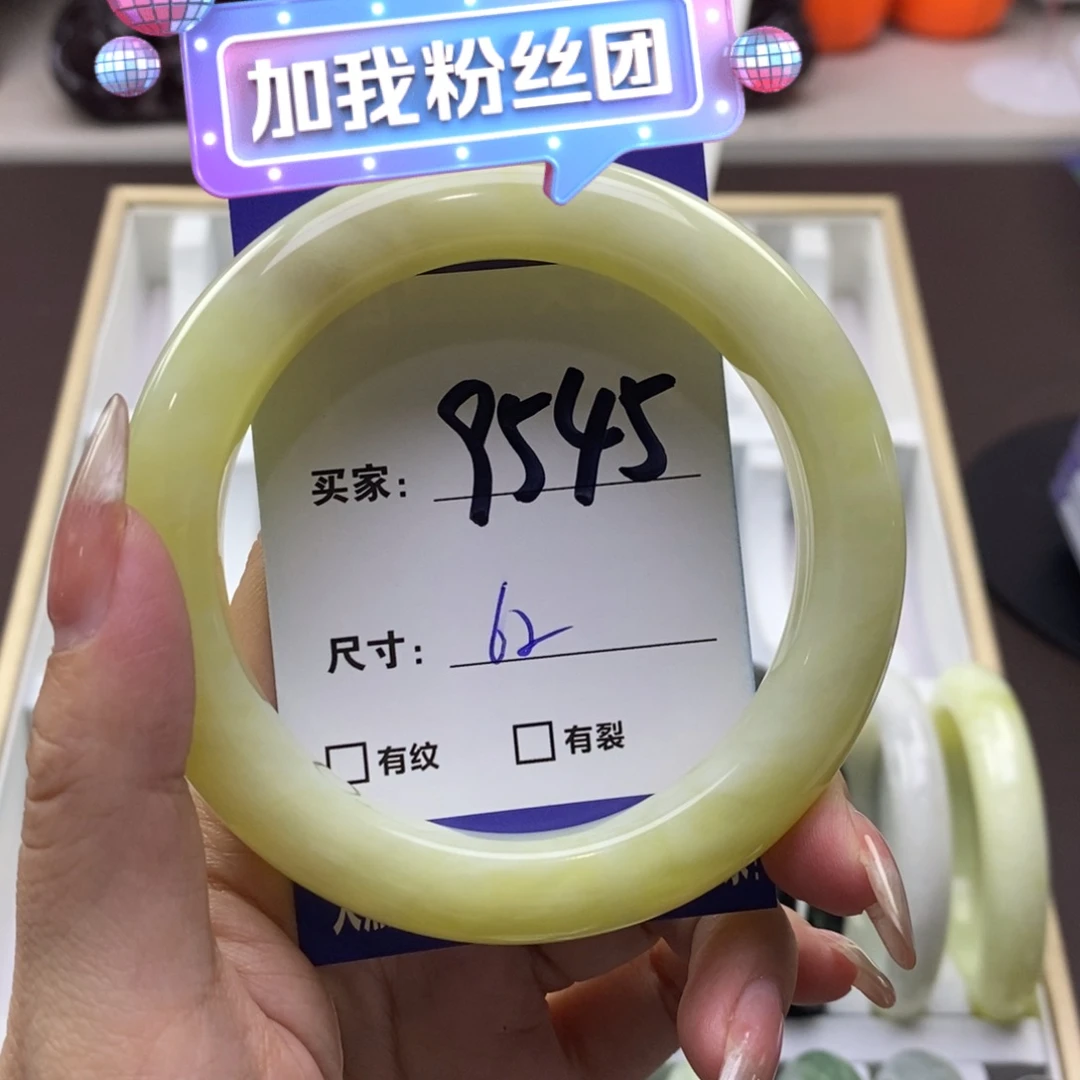 加我粉丝团
买家: 9545
尺寸: 62
有纹 有裂